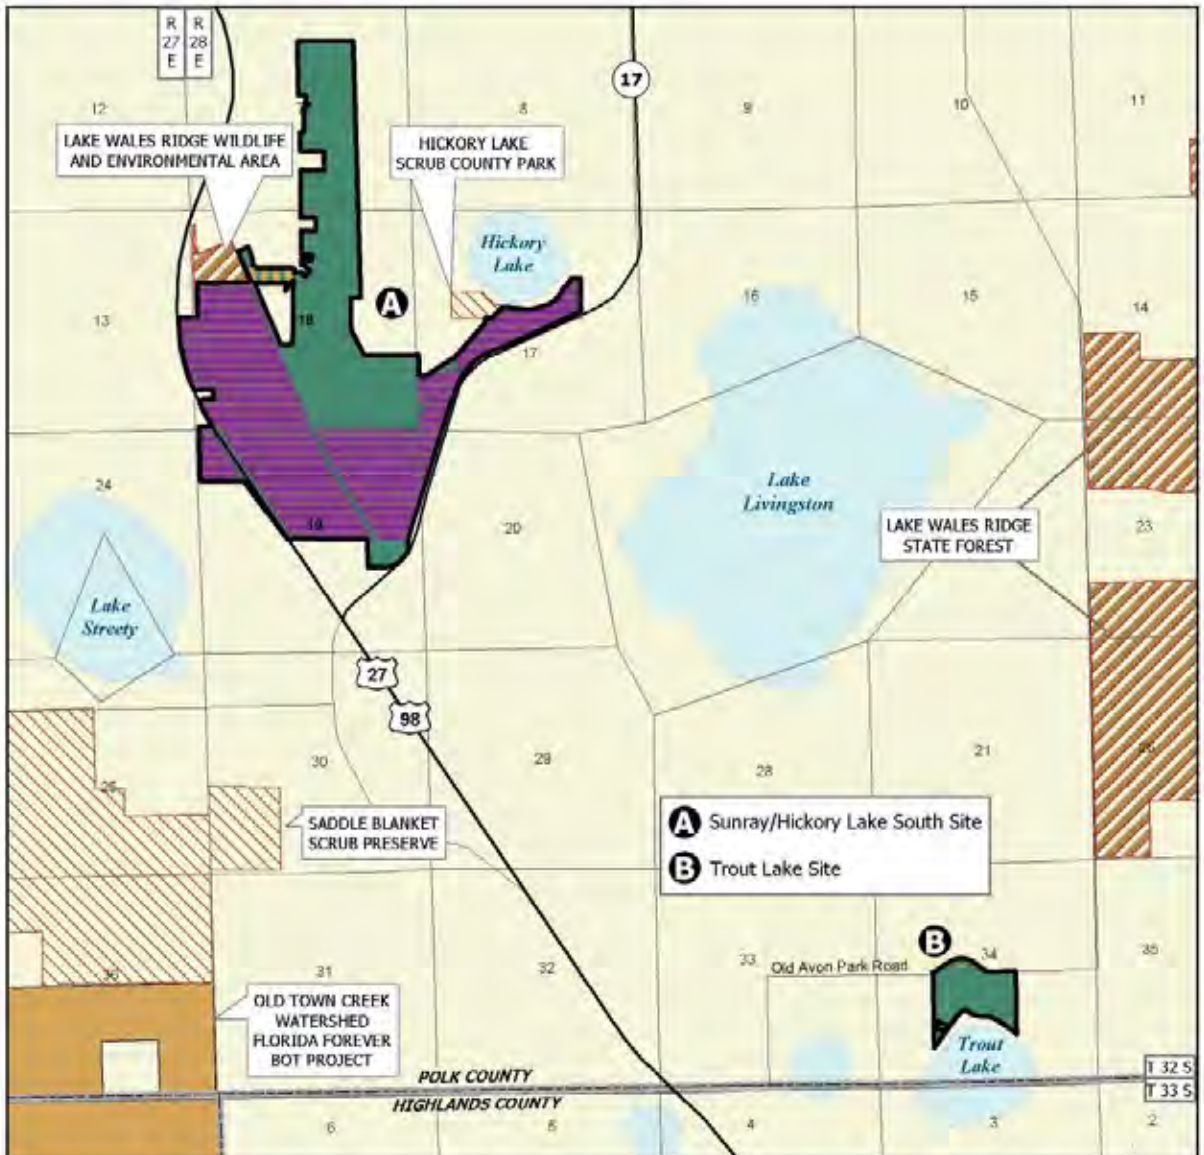 R
27
E
R
28
E
17
12
8
9
10
11
LAKE WALES RIDGE WILDLIFE
AND ENVIRONMENTAL AREA
HICKORY LAKE
SCRUB COUNTY PARK
Hickory
Lake
A
13
18
17
16
15
14
24
19
20
Lake
Livingston
LAKE WALES RIDGE
STATE FOREST
23
Lake
Streety
27
98
30
29
28
21
25
26
SADDLE BLANKET
SCRUB PRESERVE
A Sunray/Hickory Lake South Site
B Trout Lake Site
B
36
31
32
33
34
35
Old Avon Park Road
OLD TOWN CREEK
WATERSHED
FLORIDA FOREVER
BOT PROJECT
Trout
Lake
POLK COUNTY
HIGHLANDS COUNTY
T 32 S
T 33 S
6
5
4
3
2